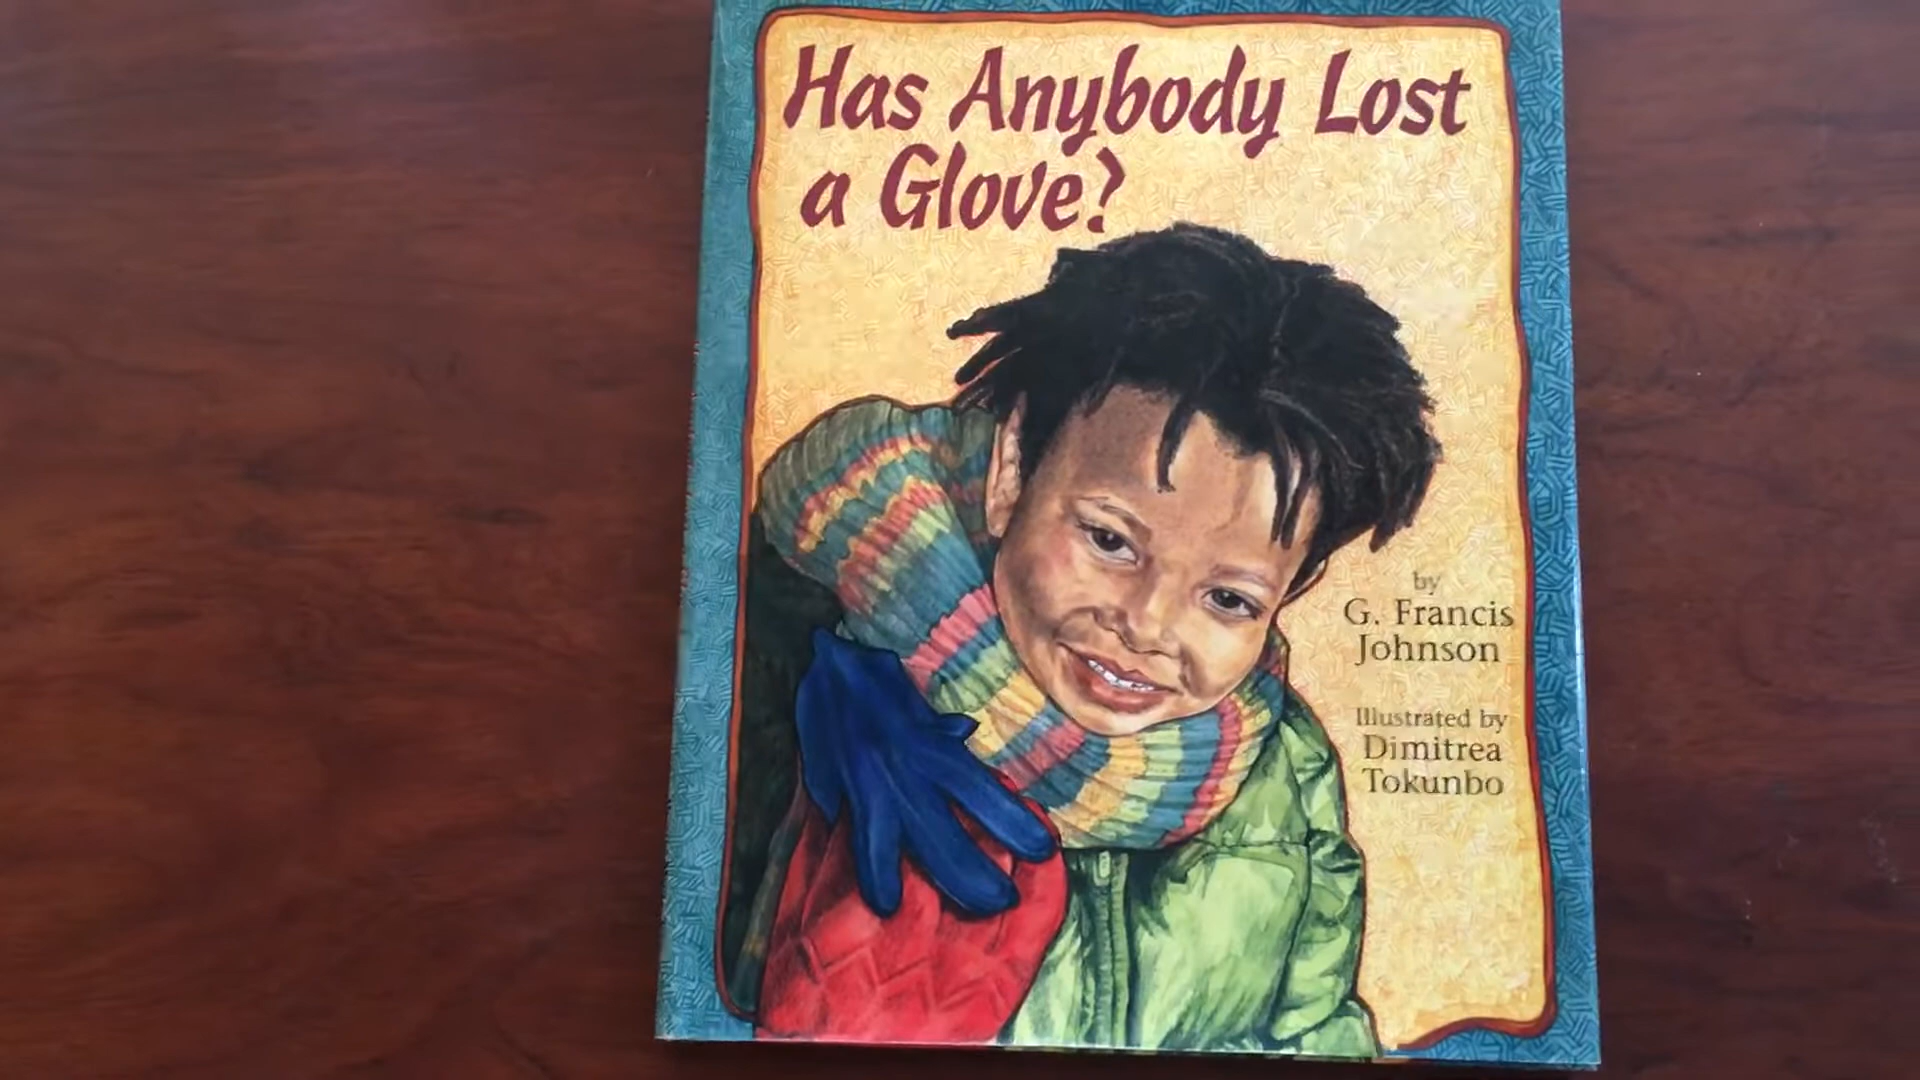 Has Anybody Lost
a Glove?
by
G. Francis
Johnson
Illustrated by
Dimitrea
Tokunbo